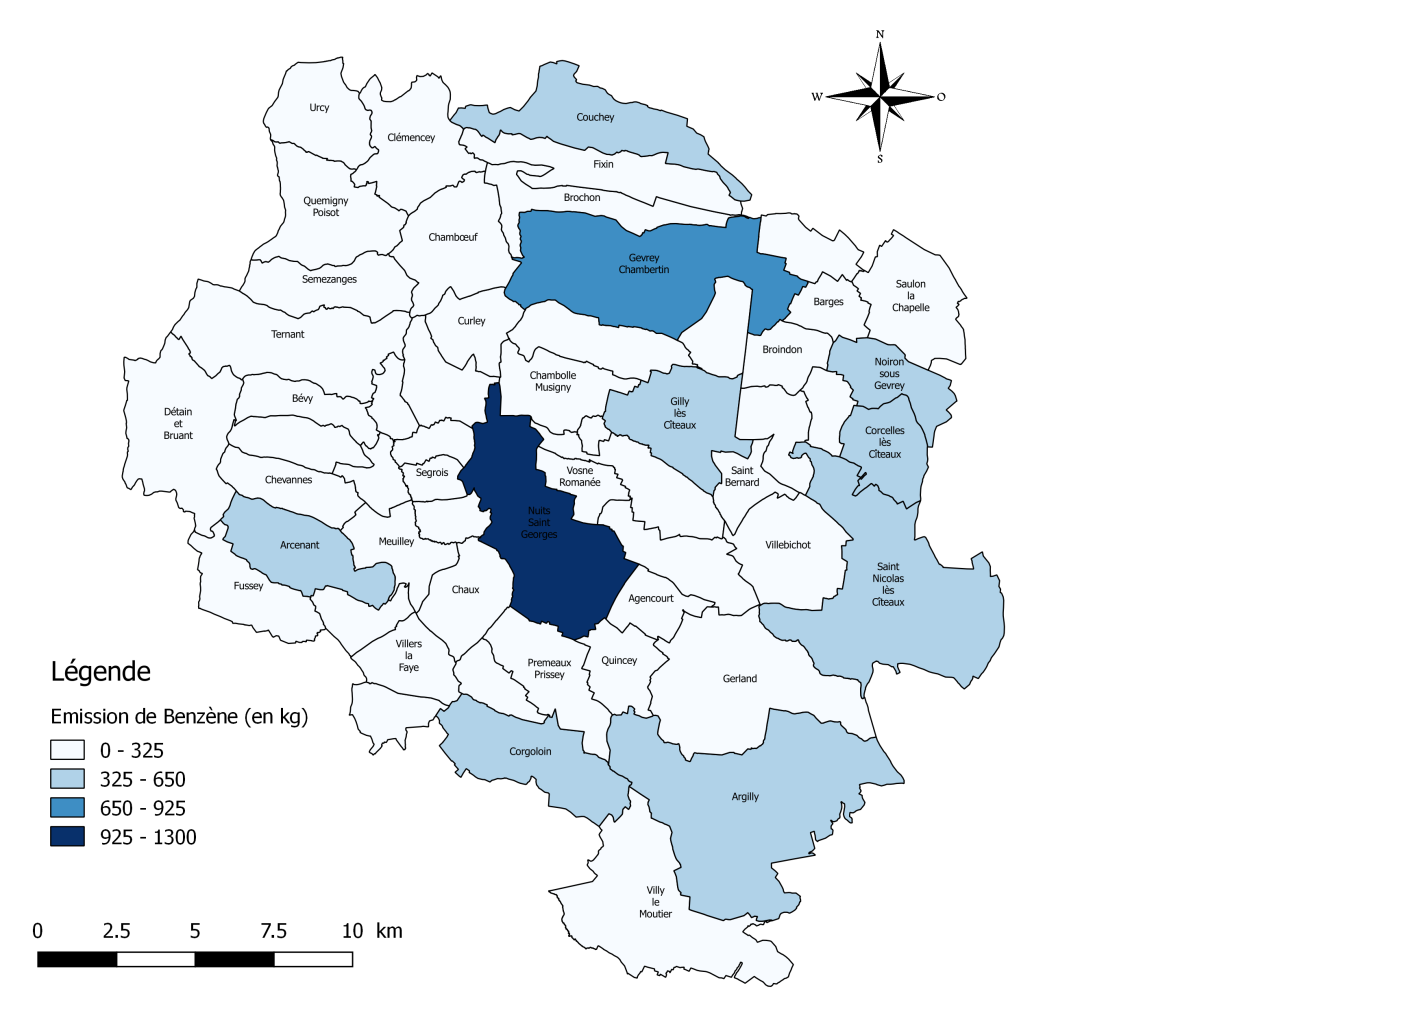 N
W
O
S
Urcy
Clémencey
Couchey
Fixin
Quemigny
Poisot
Brochon
Chambœuf
Gevrey
Chambertin
Semezanges
Saulon
la
Chapelle
Barges
Ternant
Curley
Broindon
Noiron
sous
Gevrey
Chambolle
Musigny
Bévy
Détain
et
Bruant
Gilly
lès
Cîteaux
Corcelles
lès
Cîteaux
Segrois
Chevannes
Vosne
Romanée
Saint
Bernard
Nuits
Saint
Georges
Arcenant
Meuilley
Villebichot
Fussey
Chaux
Agencourt
Saint
Nicolas
lès
Cîteaux
Villers
la
Faye
Premeaux
Prissey
Quincey
Gerland
Corgoloin
Argilly
Villy
le
Moutier
Légende
Emission de Benzène (en kg)
0 - 325
325 - 650
650 - 925
925 - 1300
0 2.5 5 7.5 10 km